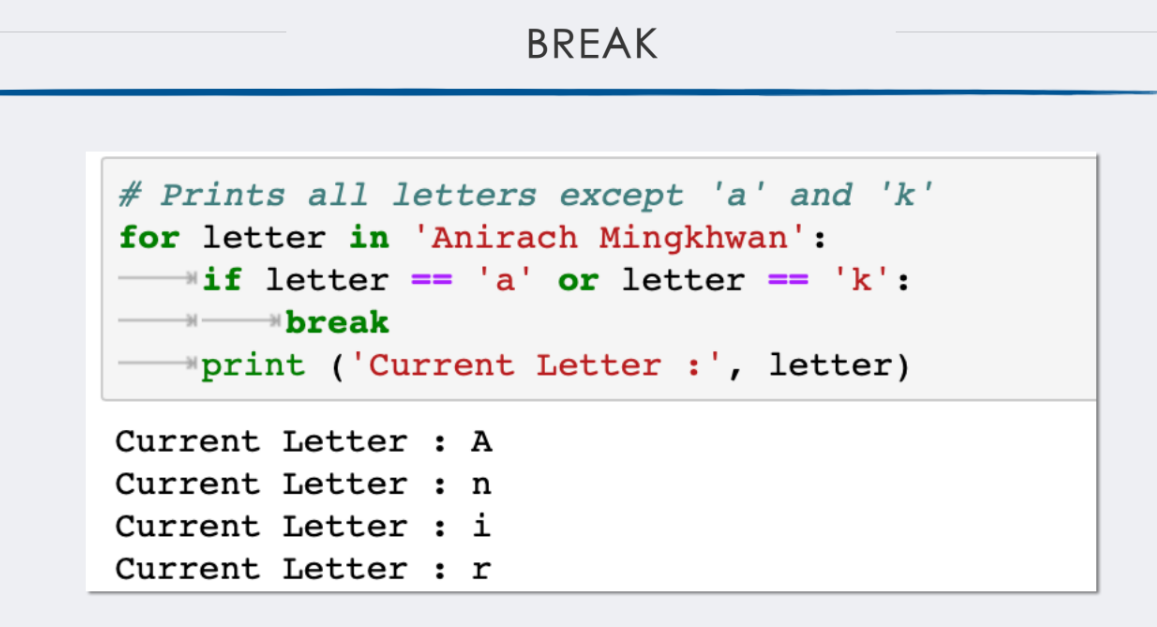 BREAK
# Prints all letters except 'a' and 'k'
for letter in 'Anirach Mingkhwan':
if letter == 'a' or letter == 'k':
break
print ('Current Letter :', letter)
Current Letter : A
Current Letter : n
Current Letter : i
Current Letter : r